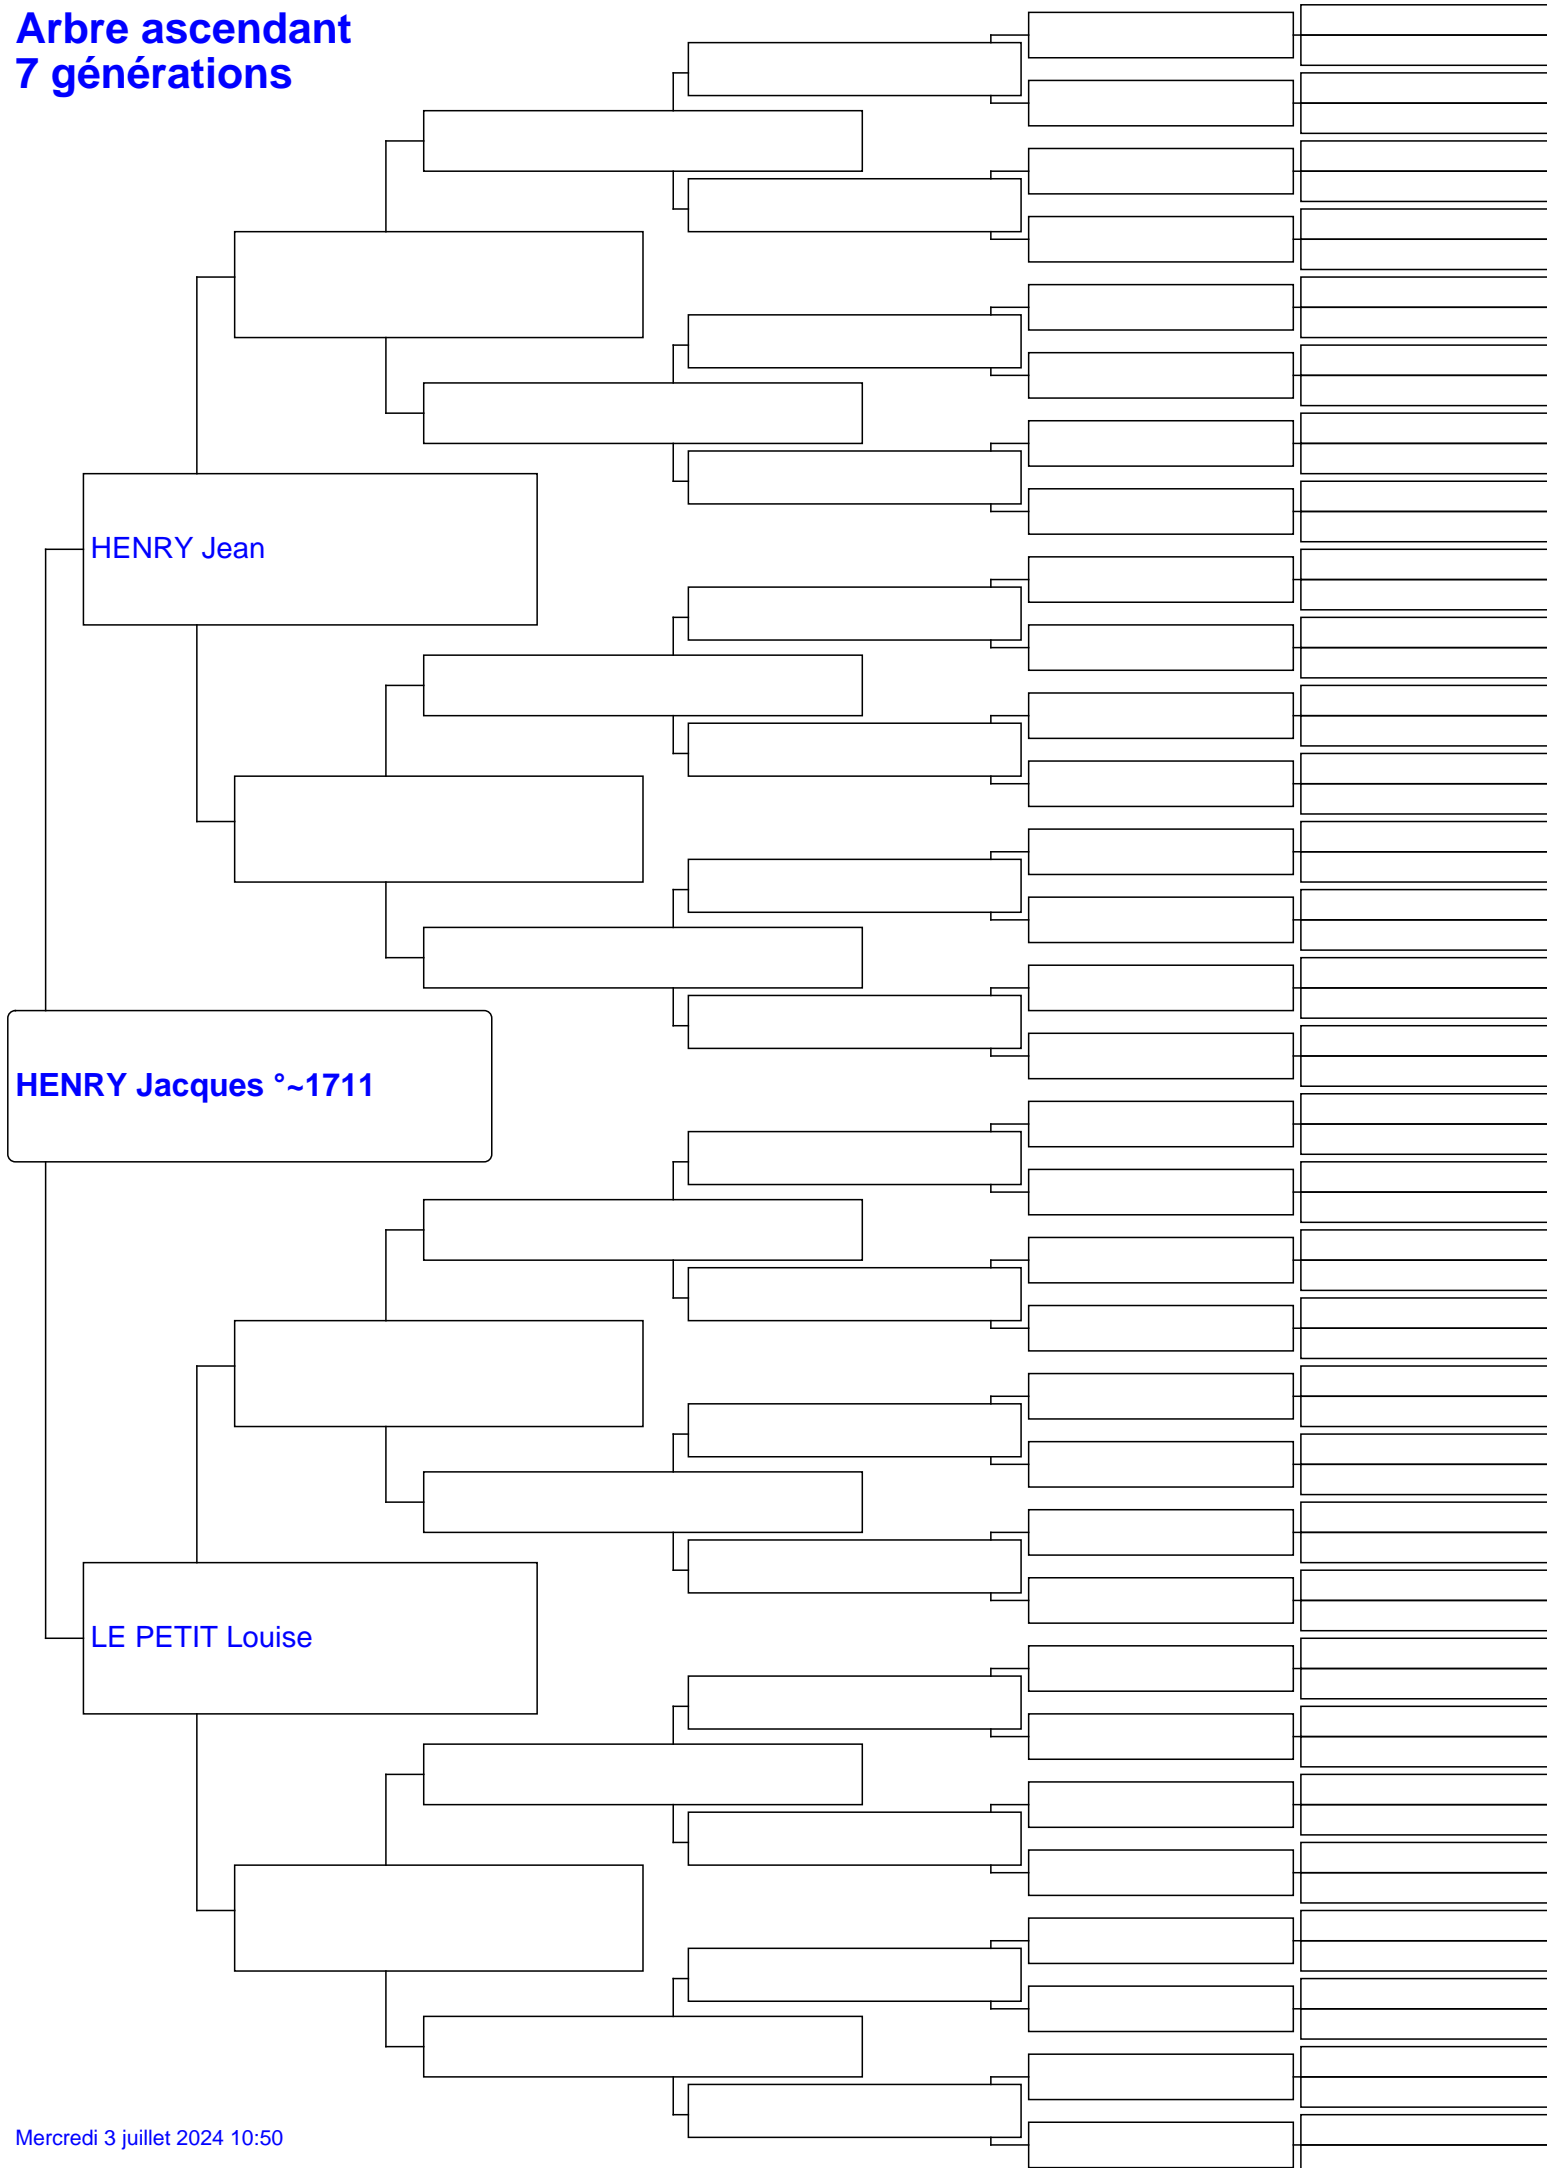 Arbre ascendant
7 générations
HENRY Jean
HENRY Jacques °~1711
LE PETIT Louise
Mercredi 3 juillet 2024 10:50